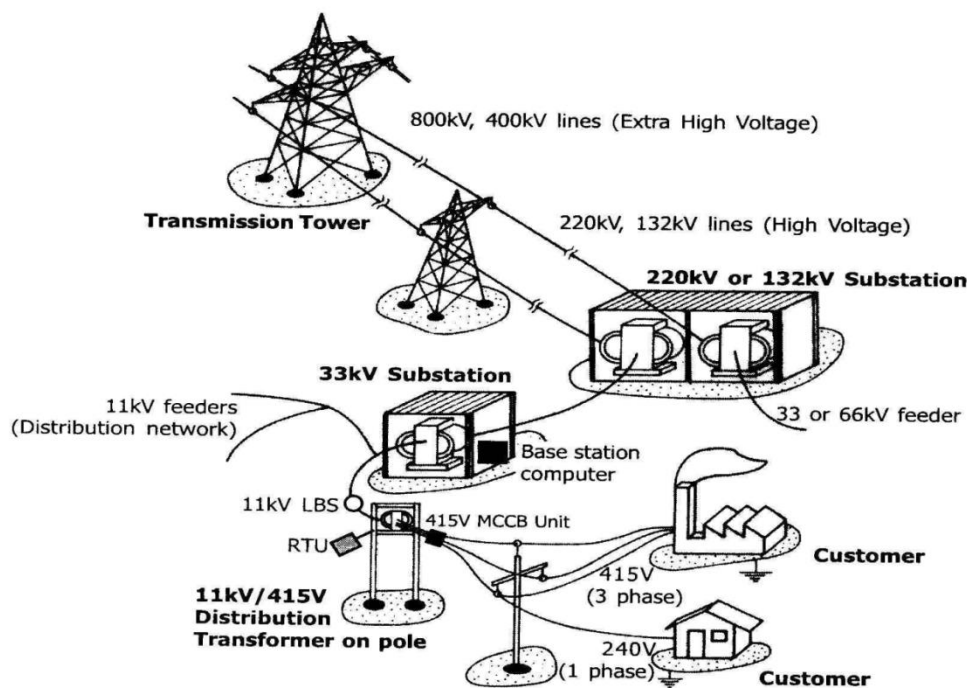 800kV, 400kV lines (Extra High Voltage)
Transmission Tower
220kV, 132kV lines (High Voltage)
220kV or 132kV Substation
33kV Substation
11kV feeders
(Distribution network)
33 or 66kV feeder
Base station
computer
11kV LBS
415V MCCB Unit
RTU
Customer
415V
(3 phase)
11kV/415V
Distribution
Transformer on pole
240V
(1 phase)
Customer